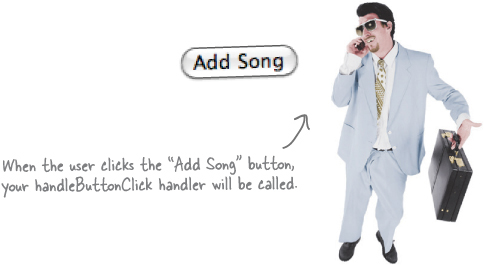 Add Song
When the user clicks the “Add Song” button,
your handleButtonClick handler will be called.